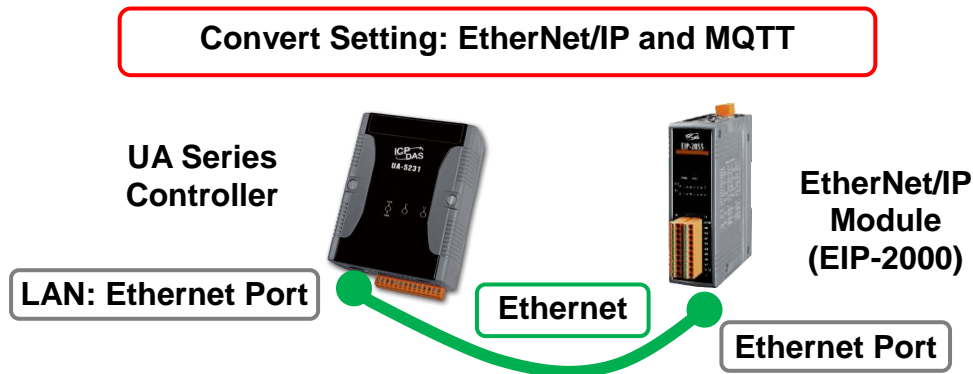 Convert Setting: EtherNet/IP and MQTT
UA Series
Controller
ICP
DAS
UA-5231
EIP-2055
EtherNet/IP
Module
(EIP-2000)
LAN: Ethernet Port
Ethernet
Ethernet Port